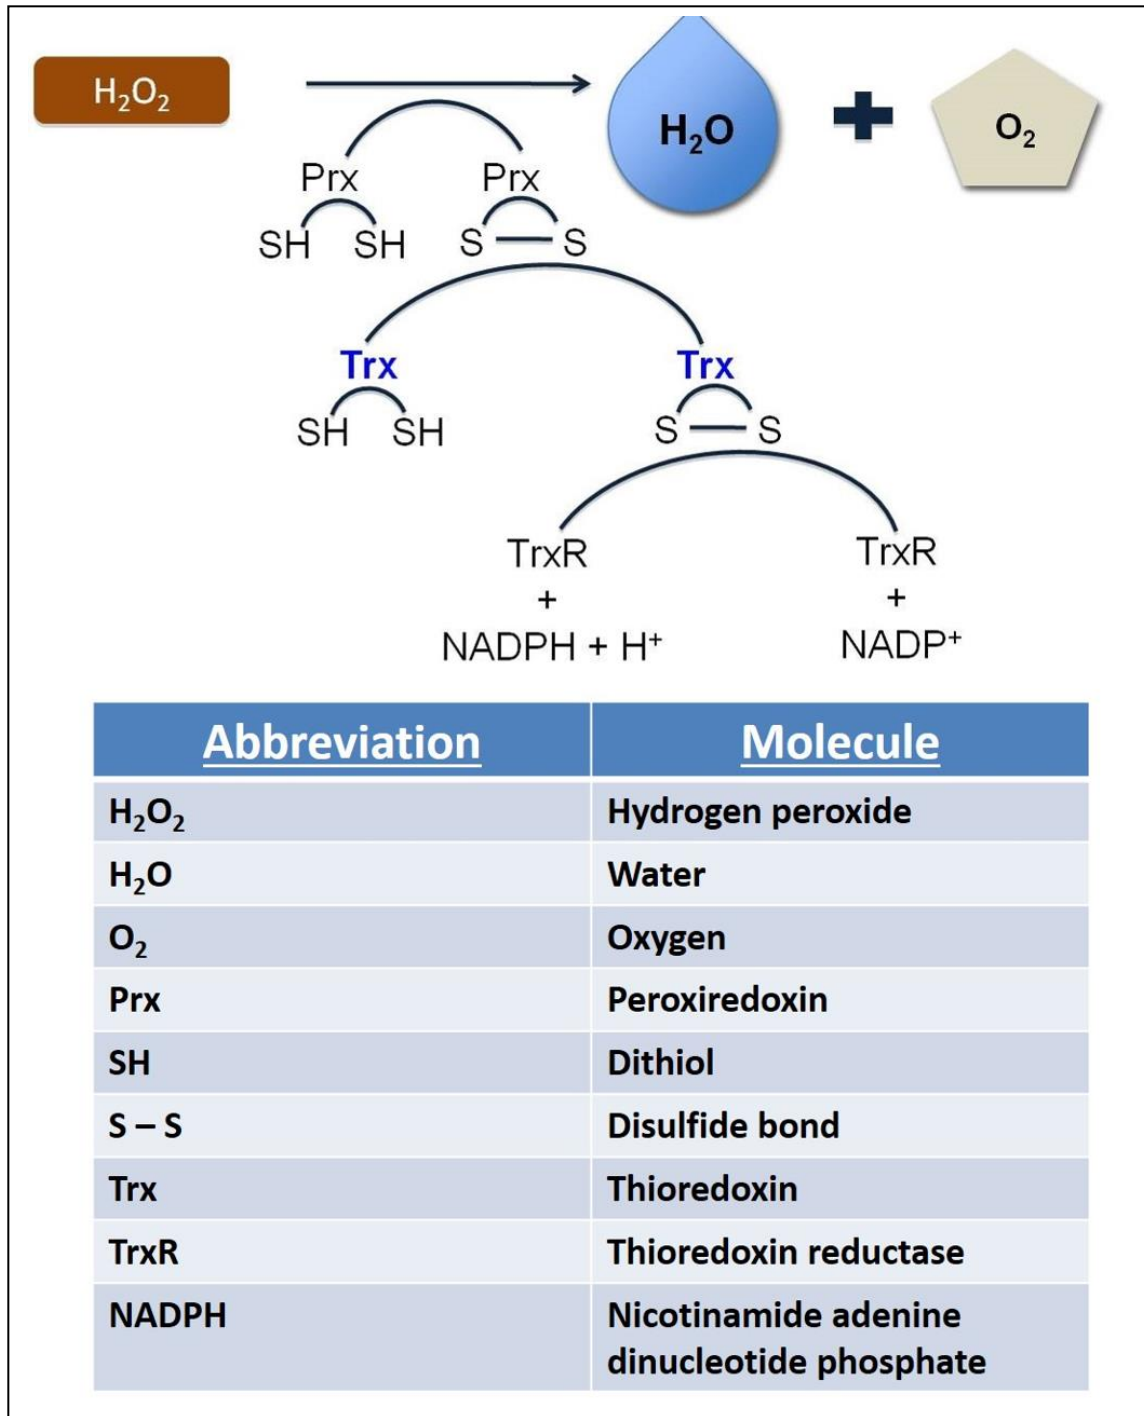 H₂O₂
H₂O
O₂
Prx Prx
SH SH S S
Trx Trx
SH SH S S
TrxR TrxR
+ +
NADPH + H⁺ NADP⁺
Abbreviation Molecule
H₂O₂ Hydrogen peroxide
H₂O Water
O₂ Oxygen
Prx Peroxiredoxin
SH Dithiol
S – S Disulfide bond
Trx Thioredoxin
TrxR Thioredoxin reductase
NADPH Nicotinamide adenine
dinucleotide phosphate